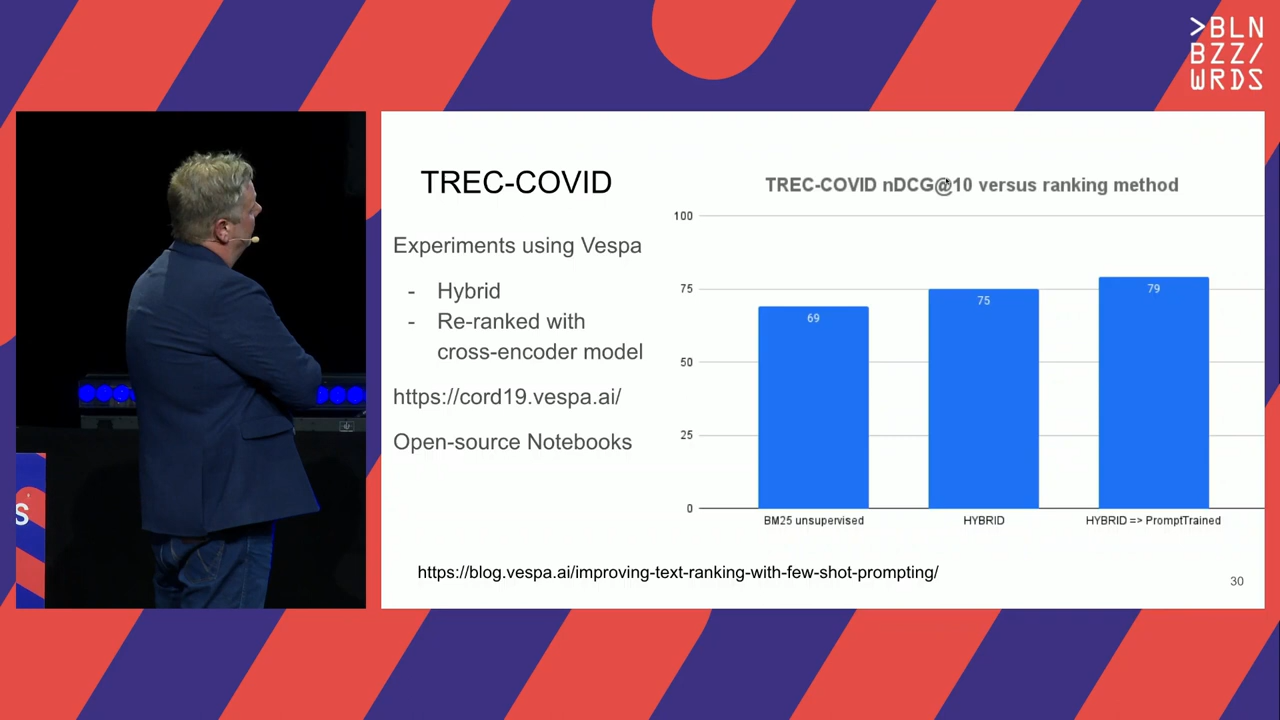 >BLN
BZZ/
WRDS
TREC-COVID
Experiments using Vespa
- Hybrid
- Re-ranked with
cross-encoder model
https://cord19.vespa.ai/
Open-source Notebooks
TREC-COVID nDCG@10 versus ranking method
100
75
50
25
0
69
75
79
BM25 unsupervised
HYBRID
HYBRID => PromptTrained
https://blog.vespa.ai/improving-text-ranking-with-few-shot-prompting/
30
S